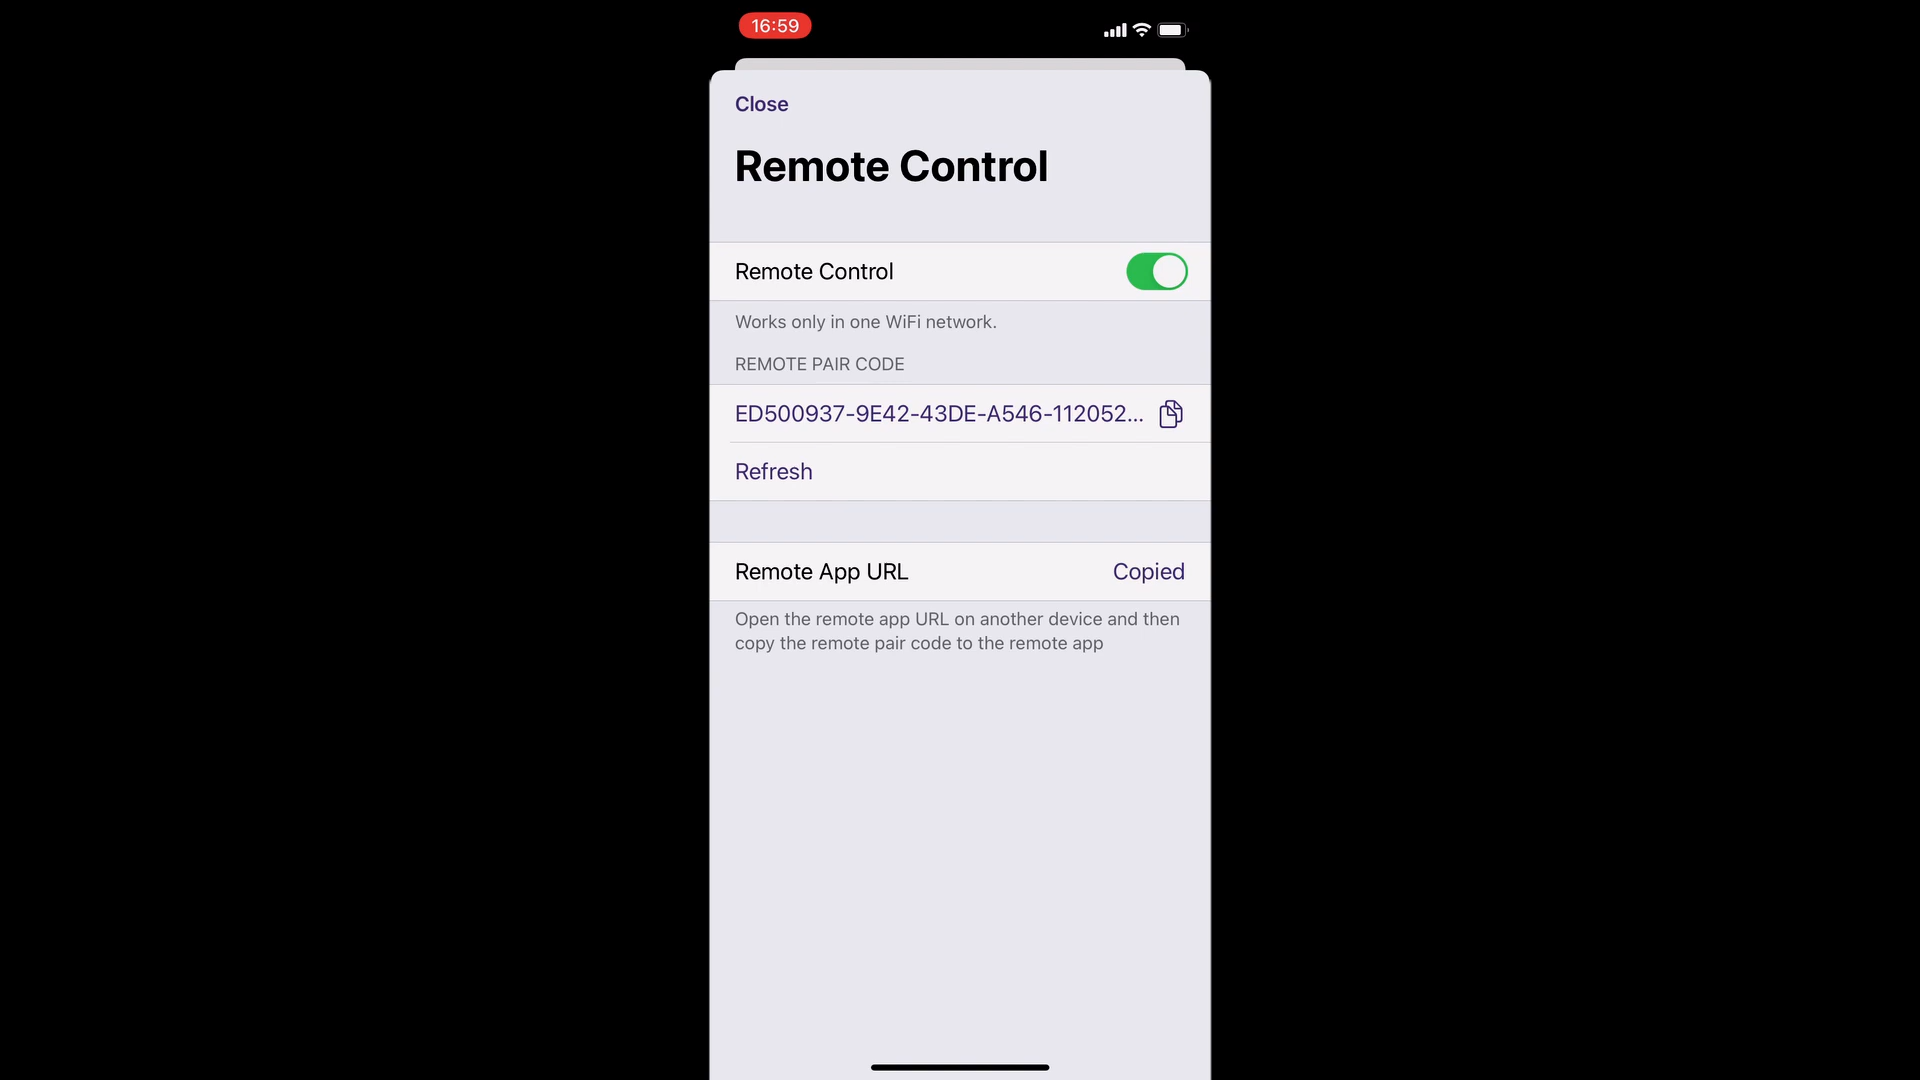 16:59
Close
Remote Control
Remote Control
Works only in one WiFi network.
REMOTE PAIR CODE
ED500937-9E42-43DE-A546-112052...
Refresh
Remote App URL Copied
Open the remote app URL on another device and then
copy the remote pair code to the remote app